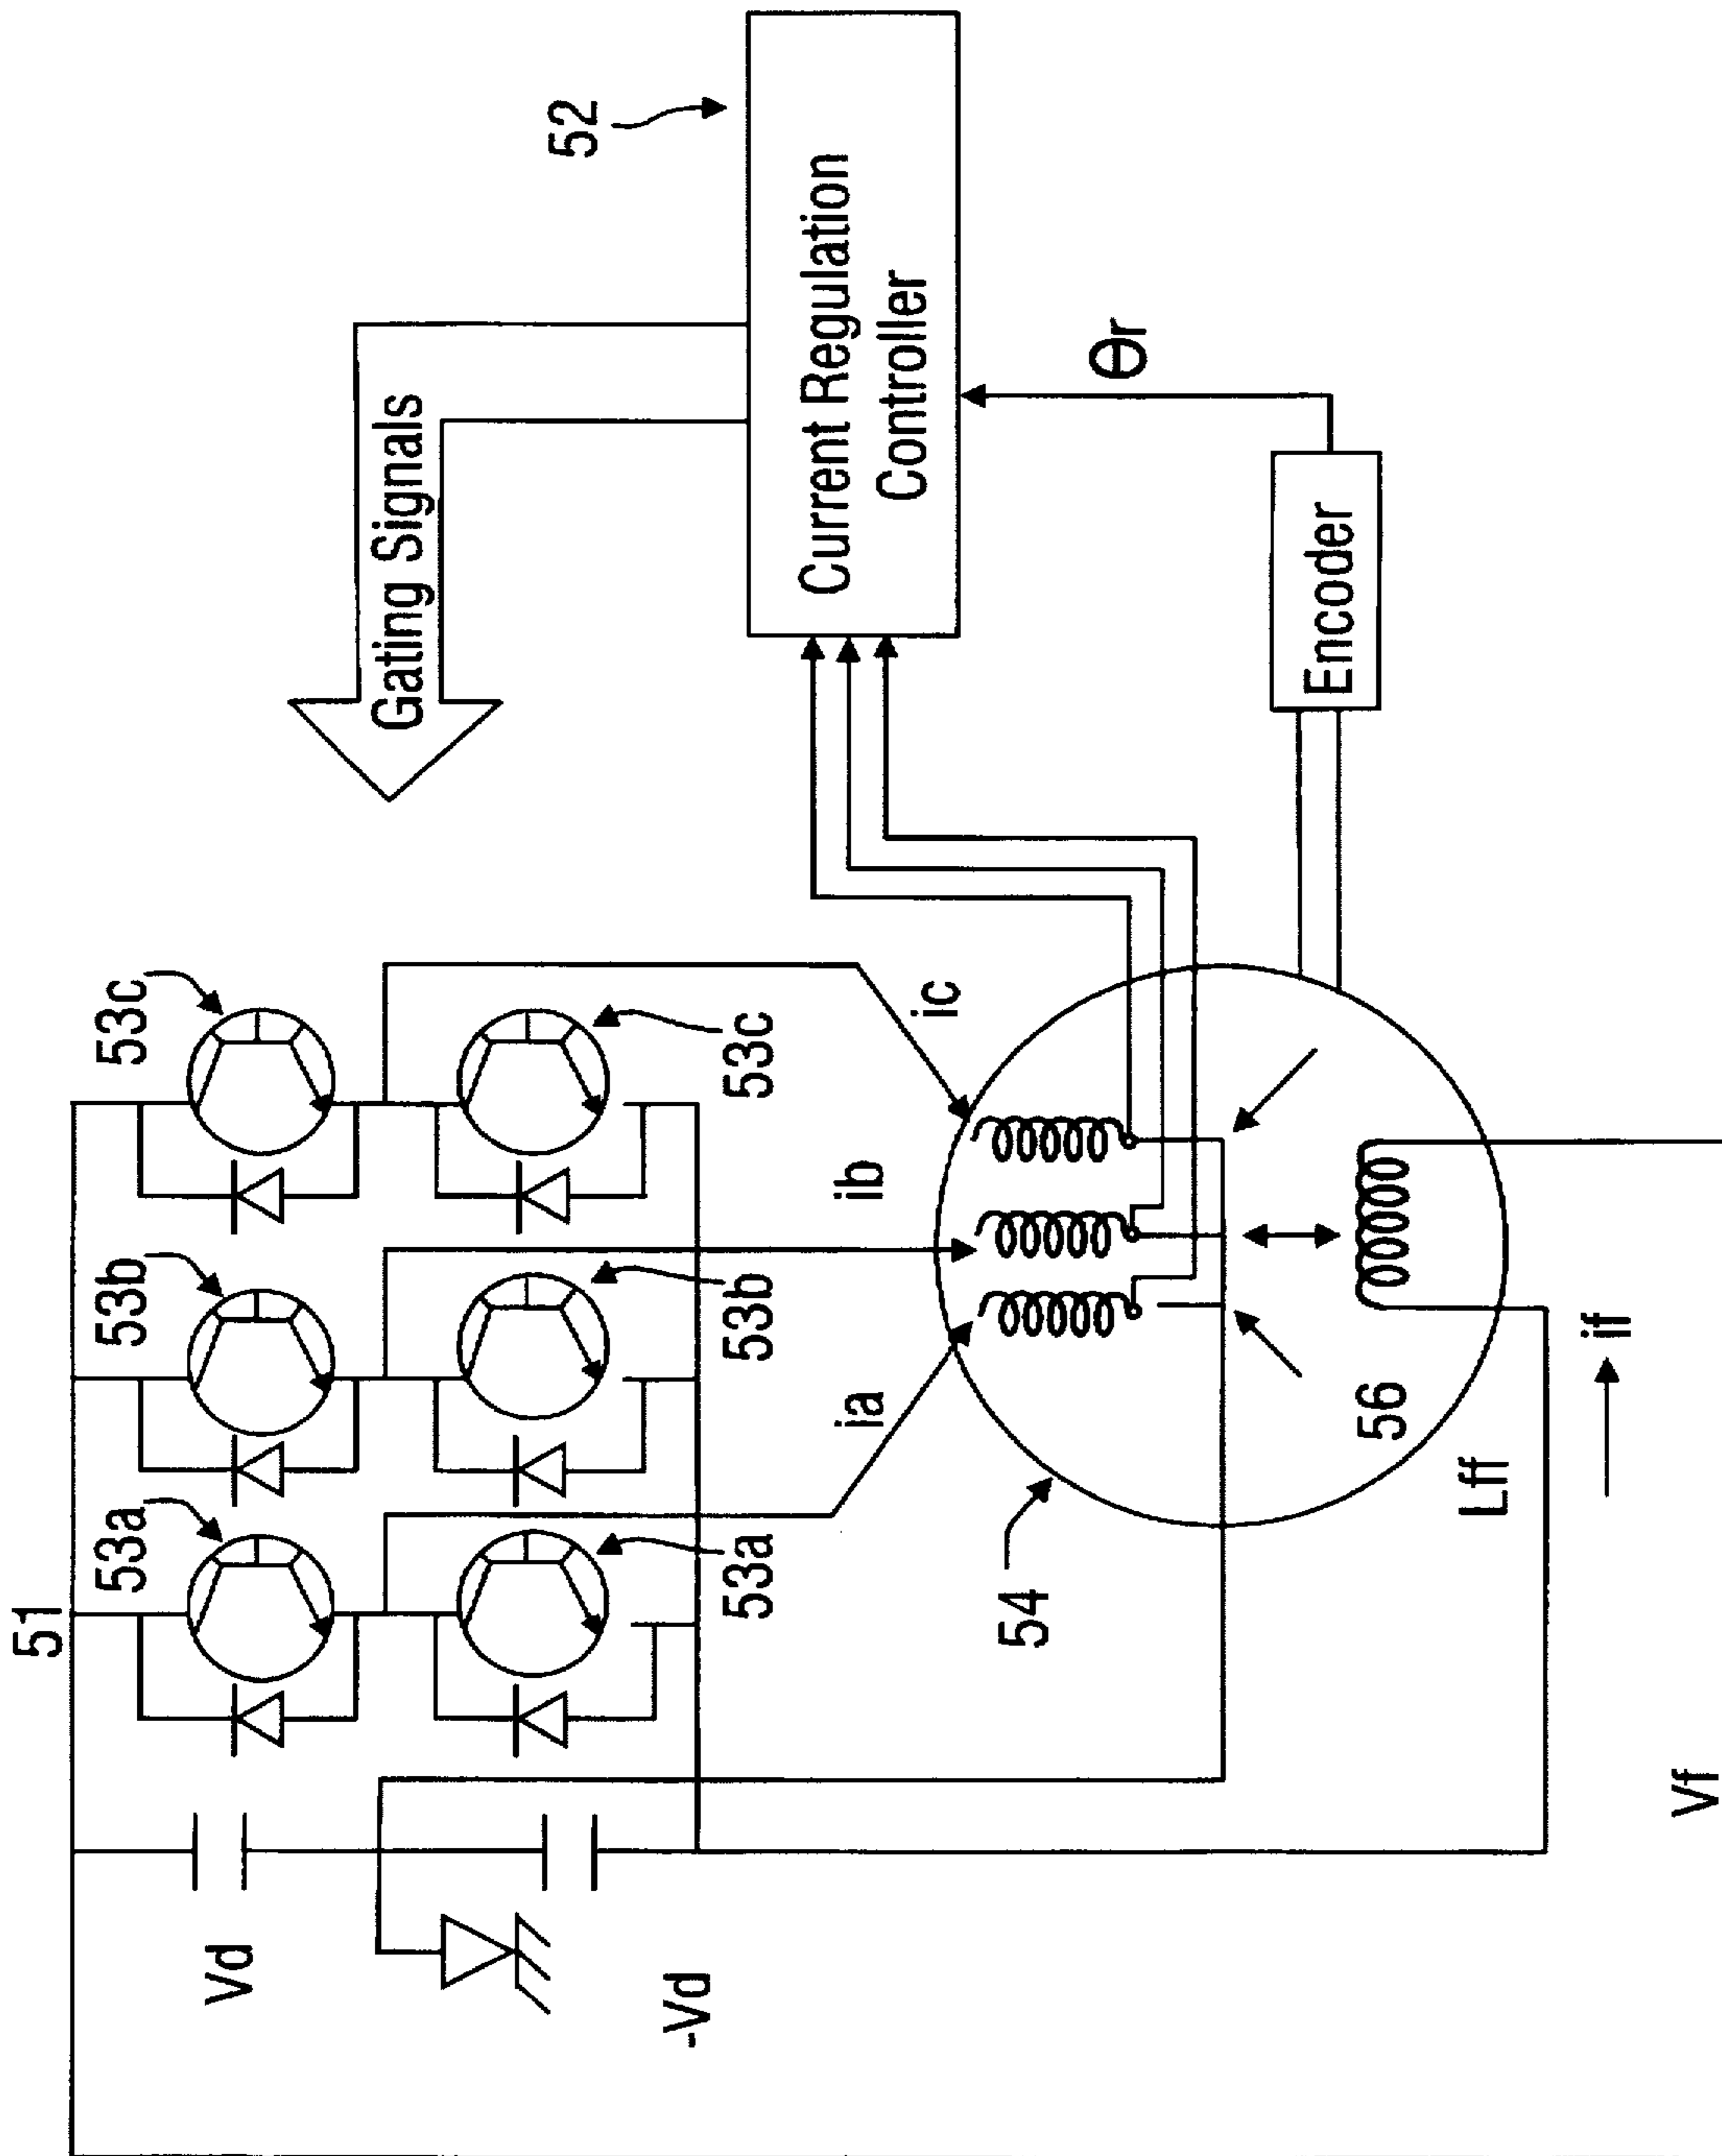 51
53a
53b
53c
Vd
Gating Signals
52
-Vd
53a
53b
53c
ia
ib
ic
Current Regulation
Controller
54
θr
Encoder
56
Lff
if
Vf